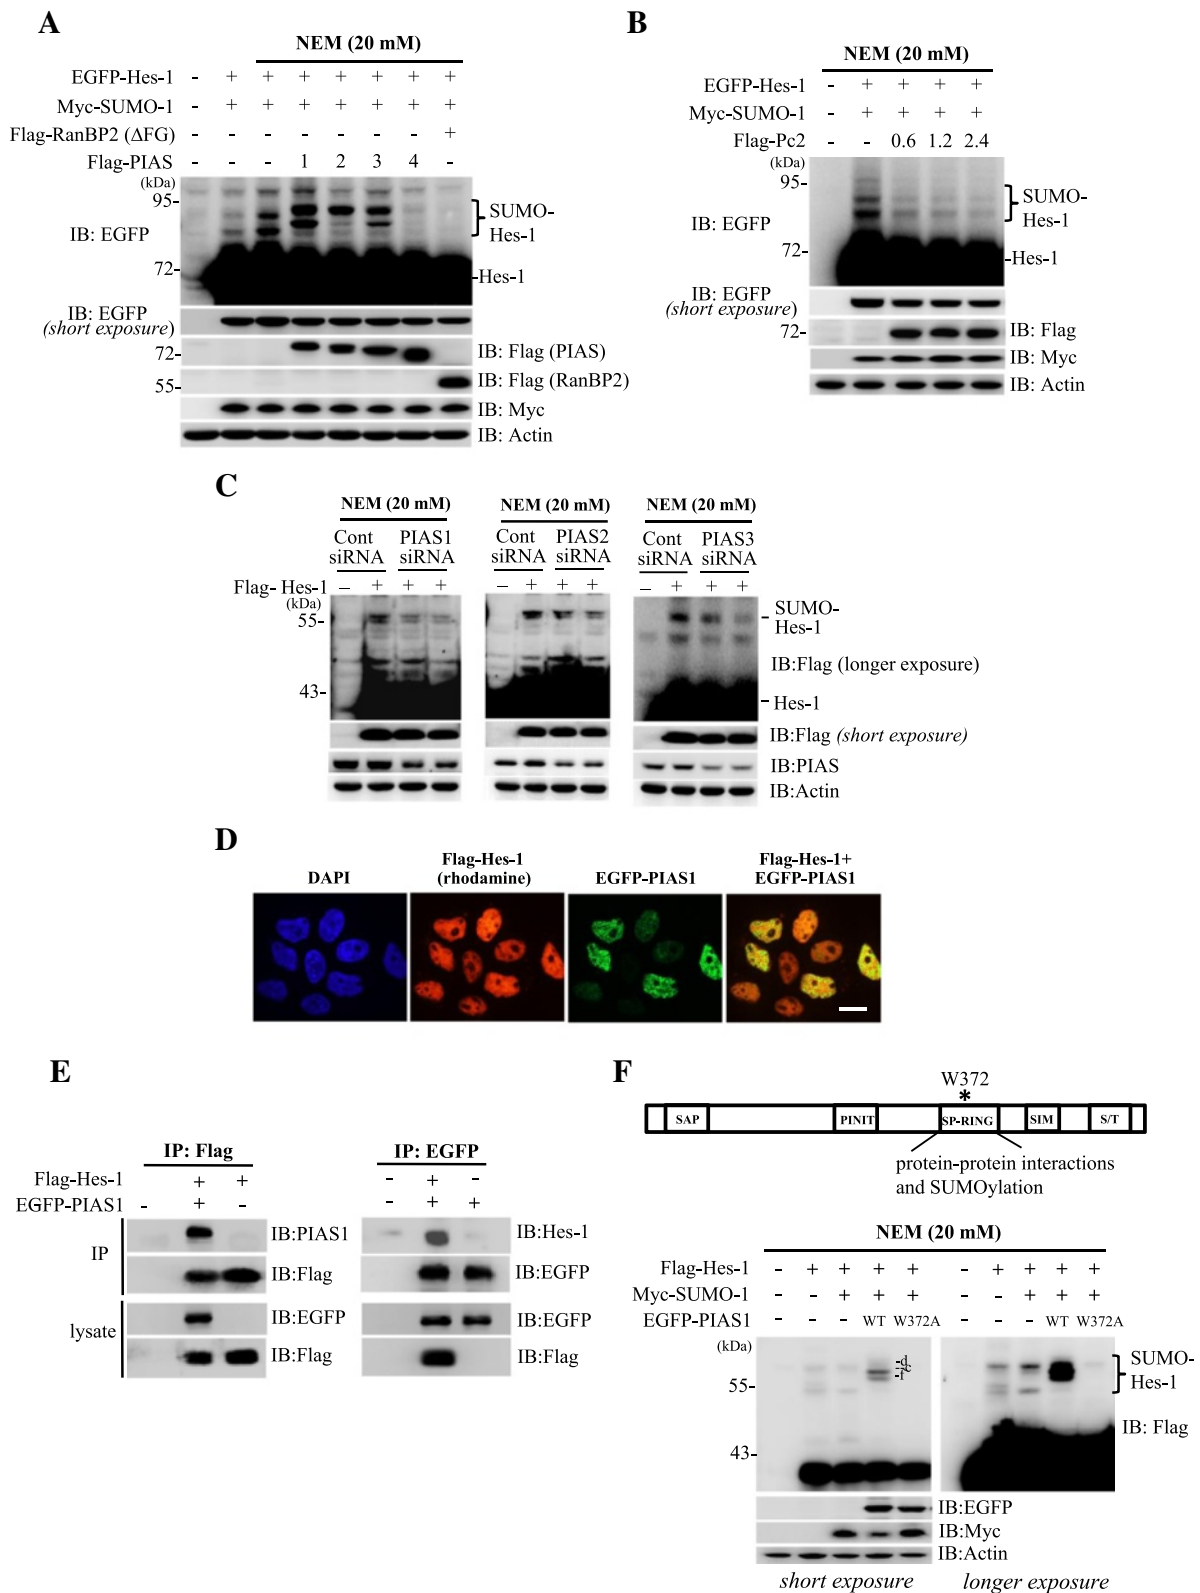 A
NEM (20 mM)
EGFP-Hes-1 - + + + + + + +
Myc-SUMO-1 - + + + + + + +
Flag-RanBP2 (ΔFG) - - - - - - - +
Flag-PIAS - - - 1 2 3 4 -
(kDa)
95-
IB: EGFP
SUMO-
Hes-1
72-
-Hes-1
IB: EGFP
(short exposure)
72-
IB: Flag (PIAS)
55-
IB: Flag (RanBP2)
IB: Myc
IB: Actin
B
NEM (20 mM)
EGFP-Hes-1 - + + + +
Myc-SUMO-1 - + + + +
Flag-Pc2 - - 0.6 1.2 2.4
(kDa)
95-
IB: EGFP
SUMO-
Hes-1
72-
-Hes-1
IB: EGFP
(short exposure)
72-
IB: Flag
IB: Myc
IB: Actin
C
NEM (20 mM) NEM (20 mM) NEM (20 mM)
Cont PIAS1 Cont PIAS2 Cont PIAS3
siRNA siRNA siRNA siRNA siRNA siRNA
Flag- Hes-1 – + + + – + + + – + + +
(kDa)
55-
SUMO-
Hes-1
IB:Flag (longer exposure)
43-
Hes-1
IB:Flag (short exposure)
IB:PIAS
IB:Actin
D
DAPI
Flag-Hes-1
(rhodamine)
EGFP-PIAS1
Flag-Hes-1+
EGFP-PIAS1
E
IP: Flag IP: EGFP
Flag-Hes-1 - + + - + -
EGFP-PIAS1 - + - - + +
IP
IB:PIAS1 IB:Hes-1
IB:Flag IB:EGFP
lysate
IB:EGFP IB:EGFP
IB:Flag IB:Flag
F
W372
*
SAP PINIT SP-RING SIM S/T
protein-protein interactions
and SUMOylation
NEM (20 mM)
Flag-Hes-1 - + + + + - + + + +
Myc-SUMO-1 - - + + + - - + + +
EGFP-PIAS1 - - - WT W372A - - - WT W372A
(kDa)
-d
-c
-f
55-
SUMO-
Hes-1
IB: Flag
43-
IB:EGFP
IB:Myc
IB:Actin
short exposure longer exposure